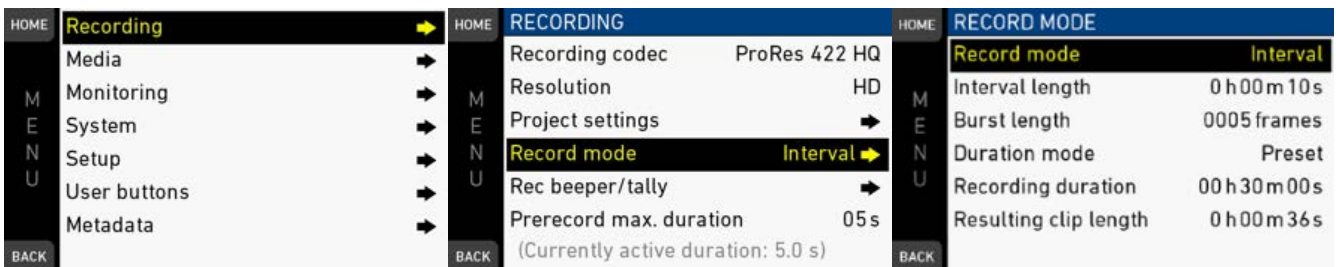 HOME
Recording
Media
Monitoring
System
Setup
User buttons
Metadata
MENU
BACK
HOME
RECORDING
Recording codec ProRes 422 HQ
Resolution HD
Project settings
Record mode Interval
Rec beeper/tally
Prerecord max. duration 05s
(Currently active duration: 5.0 s)
MENU
BACK
HOME
RECORD MODE
Record mode Interval
Interval length 0h00m10s
Burst length 0005 frames
Duration mode Preset
Recording duration 00h30m00s
Resulting clip length 0h00m36s
MENU
BACK